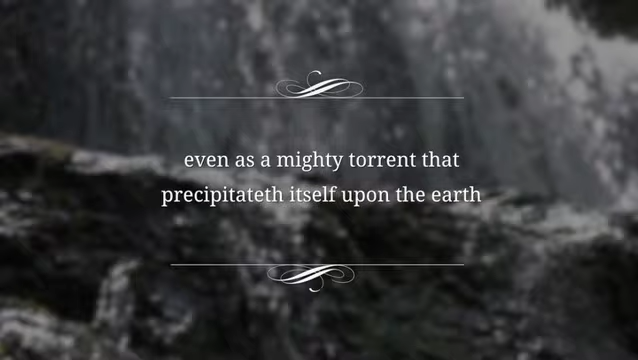 even as a mighty torrent that
precipitateth itself upon the earth